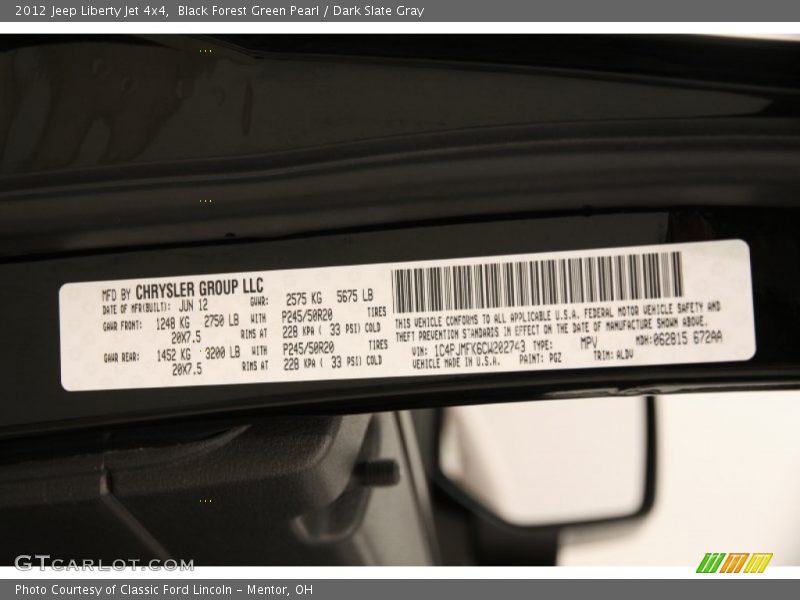 2012 Jeep Liberty Jet 4x4, Black Forest Green Pearl / Dark Slate Gray
MFD BY CHRYSLER GROUP LLC
DATE OF MFR(BUILT): JUN 12 GVWR: 2575 KG 5675 LB
GAWR FRONT: 1248 KG 2750 LB WITH P245/50R20 TIRES
20X7.5 RIMS AT 228 KPA ( 33 PSI) COLD
GAWR REAR: 1452 KG 3200 LB WITH P245/50R20 TIRES
20X7.5 RIMS AT 228 KPA ( 33 PSI) COLD
THIS VEHICLE CONFORMS TO ALL APPLICABLE U.S.A. FEDERAL MOTOR VEHICLE SAFETY AND
THEFT PREVENTION STANDARDS IN EFFECT ON THE DATE OF MANUFACTURE SHOWN ABOVE.
VIN: 1C4PJMFK6CW202743 TYPE: MPV MDH:062815 672AA
VEHICLE MADE IN U.S.A. PAINT: PGZ TRIM: ALDV
GTCARLOT.COM
Photo Courtesy of Classic Ford Lincoln - Mentor, OH